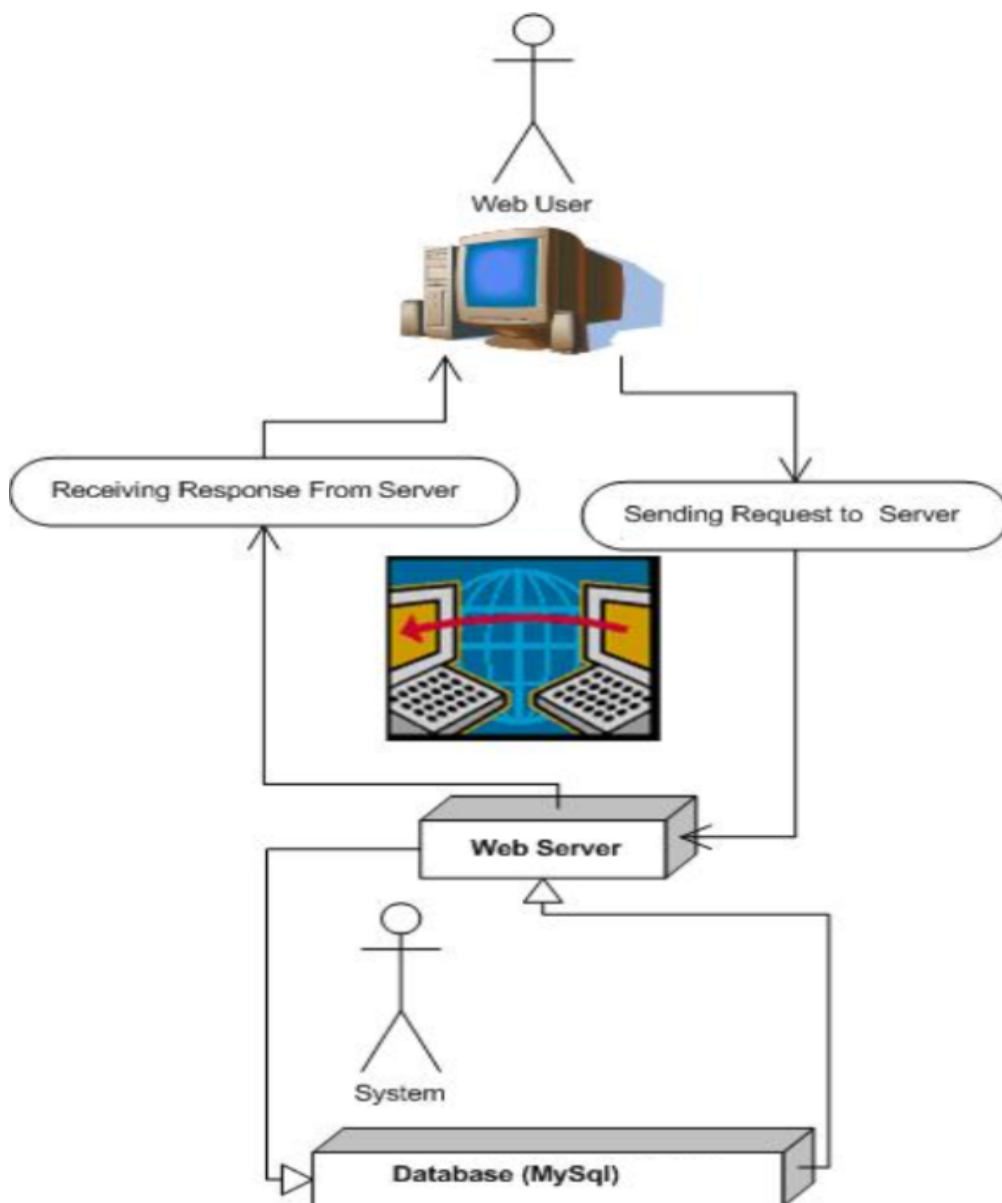 Web User
Receiving Response From Server
Sending Request to Server
Web Server
System
Database (MySql)